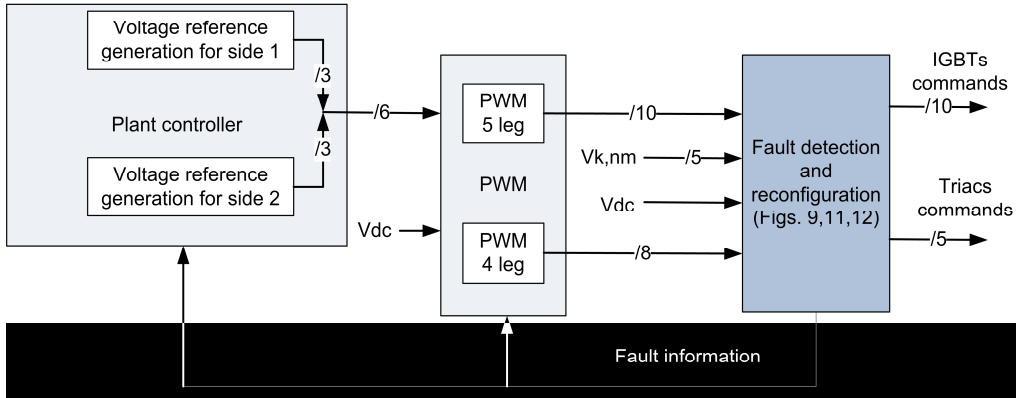 Voltage reference
generation for side 1
/3
Plant controller
/3
Voltage reference
generation for side 2
/6
Vdc
PWM
5 leg
PWM
PWM
4 leg
/10
Vk,nm
/5
Vdc
/8
Fault detection
and
reconfiguration
(Figs. 9,11,12)
IGBTs
commands
/10
Triacs
commands
/5
Fault information